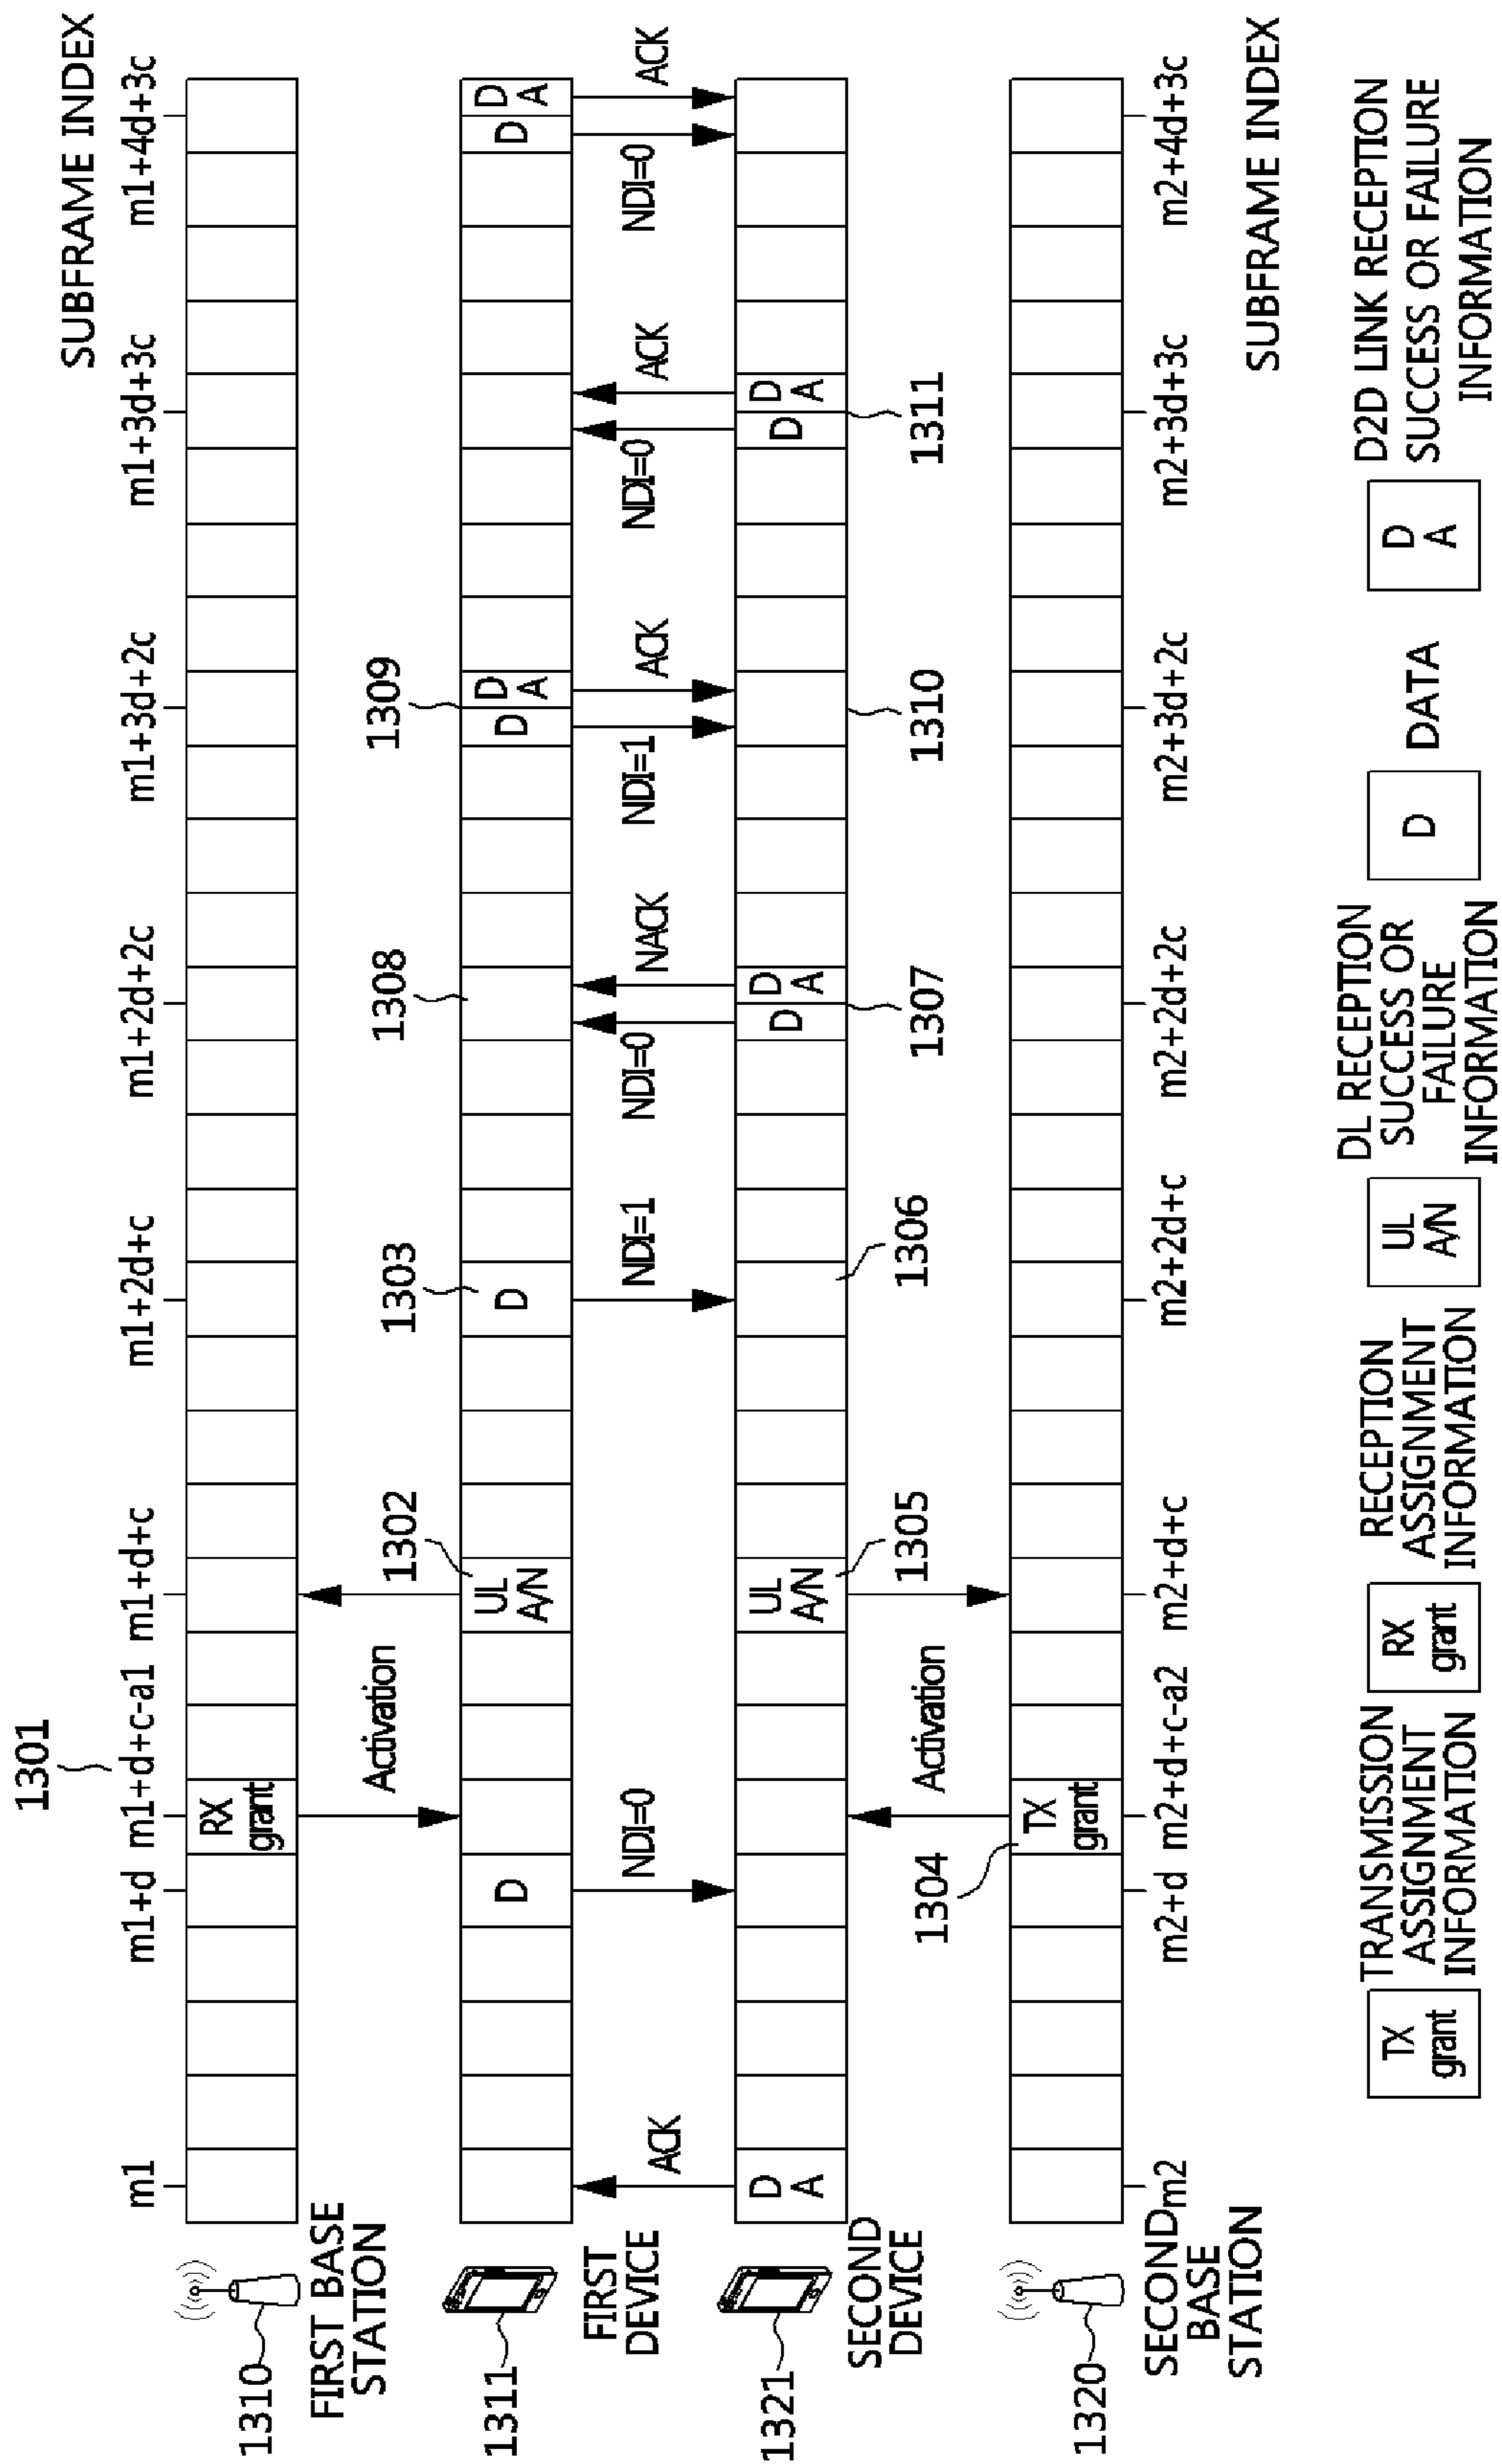 SUBFRAME INDEX
1301
m1
m1+d
m1+d+c-a1
m1+d+c
m1+2d+c
m1+2d+2c
m1+3d+2c
m1+3d+3c
m1+4d+3c
1310
FIRST BASE
STATION
RX
grant
Activation
1302
1303
1308
1309
1311
FIRST
DEVICE
D
UL
A/N
D
D
D
A
D
D
A
ACK
NDI=0
NDI=1
NDI=0
NACK
NDI=1
ACK
NDI=0
ACK
NDI=0
ACK
1321
SECOND
DEVICE
D
A
UL
A/N
D
D
A
D
D
A
1304
Activation
1305
1306
1307
1310
1311
1320
SECOND
BASE
STATION
TX
grant
m2
m2+d
m2+d+c-a2
m2+d+c
m2+2d+c
m2+2d+2c
m2+3d+2c
m2+3d+3c
m2+4d+3c
SUBFRAME INDEX
TX
grant
TRANSMISSION
ASSIGNMENT
INFORMATION
RX
grant
RECEPTION
ASSIGNMENT
INFORMATION
UL
A/N
DL RECEPTION
SUCCESS OR
FAILURE
INFORMATION
D
DATA
D
A
D2D LINK RECEPTION
SUCCESS OR FAILURE
INFORMATION